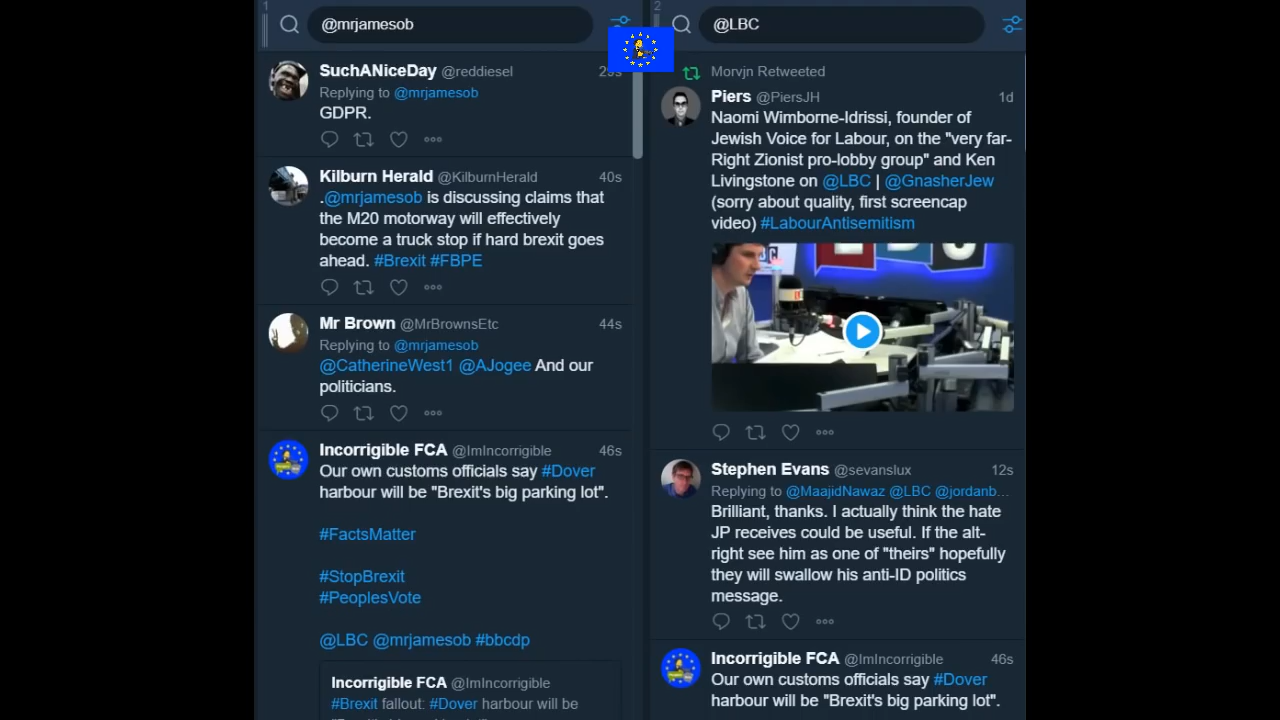 1
@mrjamesob
SuchANiceDay @reddiesel 29s
Replying to @mrjamesob
GDPR.
Kilburn Herald @KilburnHerald 40s
.@mrjamesob is discussing claims that
the M20 motorway will effectively
become a truck stop if hard brexit goes
ahead. #Brexit #FBPE
Mr Brown @MrBrownsEtc 44s
Replying to @mrjamesob
@CatherineWest1 @AJogee And our
politicians.
Incorrigible FCA @ImIncorrigible 46s
Our own customs officials say #Dover
harbour will be "Brexit's big parking lot".
#FactsMatter
#StopBrexit
#PeoplesVote
@LBC @mrjamesob #bbcdp
Incorrigible FCA @ImIncorrigible
#Brexit fallout: #Dover harbour will be
2
@LBC
Morvjn Retweeted
Piers @PiersJH 1d
Naomi Wimborne-Idrissi, founder of
Jewish Voice for Labour, on the "very far-
Right Zionist pro-lobby group" and Ken
Livingstone on @LBC | @GnasherJew
(sorry about quality, first screencap
video) #LabourAntisemitism
Stephen Evans @sevanslux 12s
Replying to @MaajidNawaz @LBC @jordanb...
Brilliant, thanks. I actually think the hate
JP receives could be useful. If the alt-
right see him as one of "theirs" hopefully
they will swallow his anti-ID politics
message.
Incorrigible FCA @ImIncorrigible 46s
Our own customs officials say #Dover
harbour will be "Brexit's big parking lot".